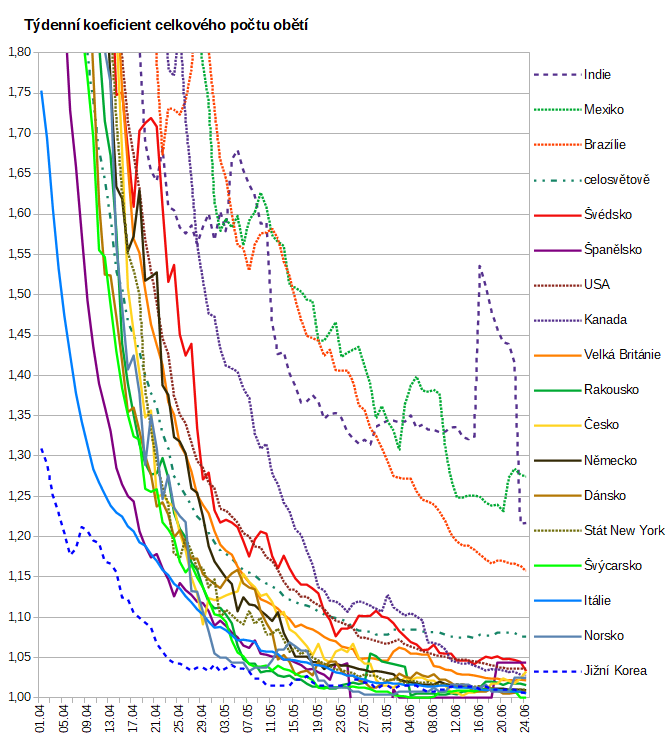 Týdenní koeficient celkového počtu obětí
1,80
1,75
1,70
1,65
1,60
1,55
1,50
1,45
1,40
1,35
1,30
1,25
1,20
1,15
1,10
1,05
1,00
01.04
05.04
09.04
13.04
17.04
21.04
25.04
29.04
03.05
07.05
11.05
15.05
19.05
23.05
27.05
31.05
04.06
08.06
12.06
16.06
20.06
24.06
Indie
Mexiko
Brazílie
celosvětově
Švédsko
Španělsko
USA
Kanada
Velká Británie
Rakousko
Česko
Německo
Dánsko
Stát New York
Švýcarsko
Itálie
Norsko
Jižní Korea